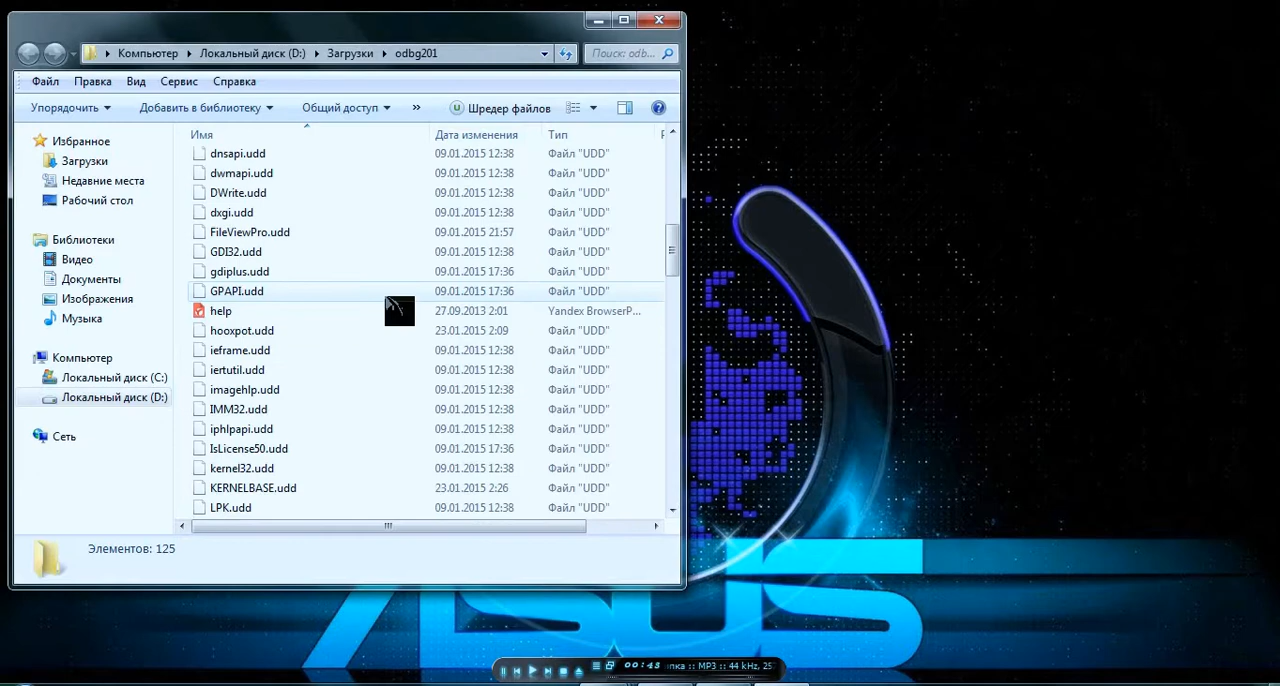 Компьютер
Локальный диск (D:)
Загрузки
odbg201
Поиск: odb...
Файл
Правка
Вид
Сервис
Справка
Упорядочить
Добавить в библиотеку
Общий доступ
»
Шредер файлов
Избранное
Загрузки
Недавние места
Рабочий стол
Библиотеки
Видео
Документы
Изображения
Музыка
Компьютер
Локальный диск (C:)
Локальный диск (D:)
Сеть
Имя Дата изменения Тип Р
dnsapi.udd 09.01.2015 12:38 Файл "UDD"
dwmapi.udd 09.01.2015 12:38 Файл "UDD"
DWrite.udd 09.01.2015 12:38 Файл "UDD"
dxgi.udd 09.01.2015 12:38 Файл "UDD"
FileViewPro.udd 09.01.2015 21:57 Файл "UDD"
GDI32.udd 09.01.2015 12:38 Файл "UDD"
gdiplus.udd 09.01.2015 17:36 Файл "UDD"
GPAPI.udd 09.01.2015 17:36 Файл "UDD"
help 27.09.2013 2:01 Yandex BrowserP...
hooxpot.udd 23.01.2015 2:09 Файл "UDD"
ieframe.udd 09.01.2015 12:38 Файл "UDD"
iertutil.udd 09.01.2015 12:38 Файл "UDD"
imagehlp.udd 09.01.2015 12:38 Файл "UDD"
IMM32.udd 09.01.2015 12:38 Файл "UDD"
iphlpapi.udd 09.01.2015 12:38 Файл "UDD"
IsLicense50.udd 09.01.2015 17:36 Файл "UDD"
kernel32.udd 09.01.2015 12:38 Файл "UDD"
KERNELBASE.udd 23.01.2015 2:26 Файл "UDD"
LPK.udd 09.01.2015 12:38 Файл "UDD"
Элементов: 125
ASUS
00:45 пка :: MP3 :: 44 kHz, 25